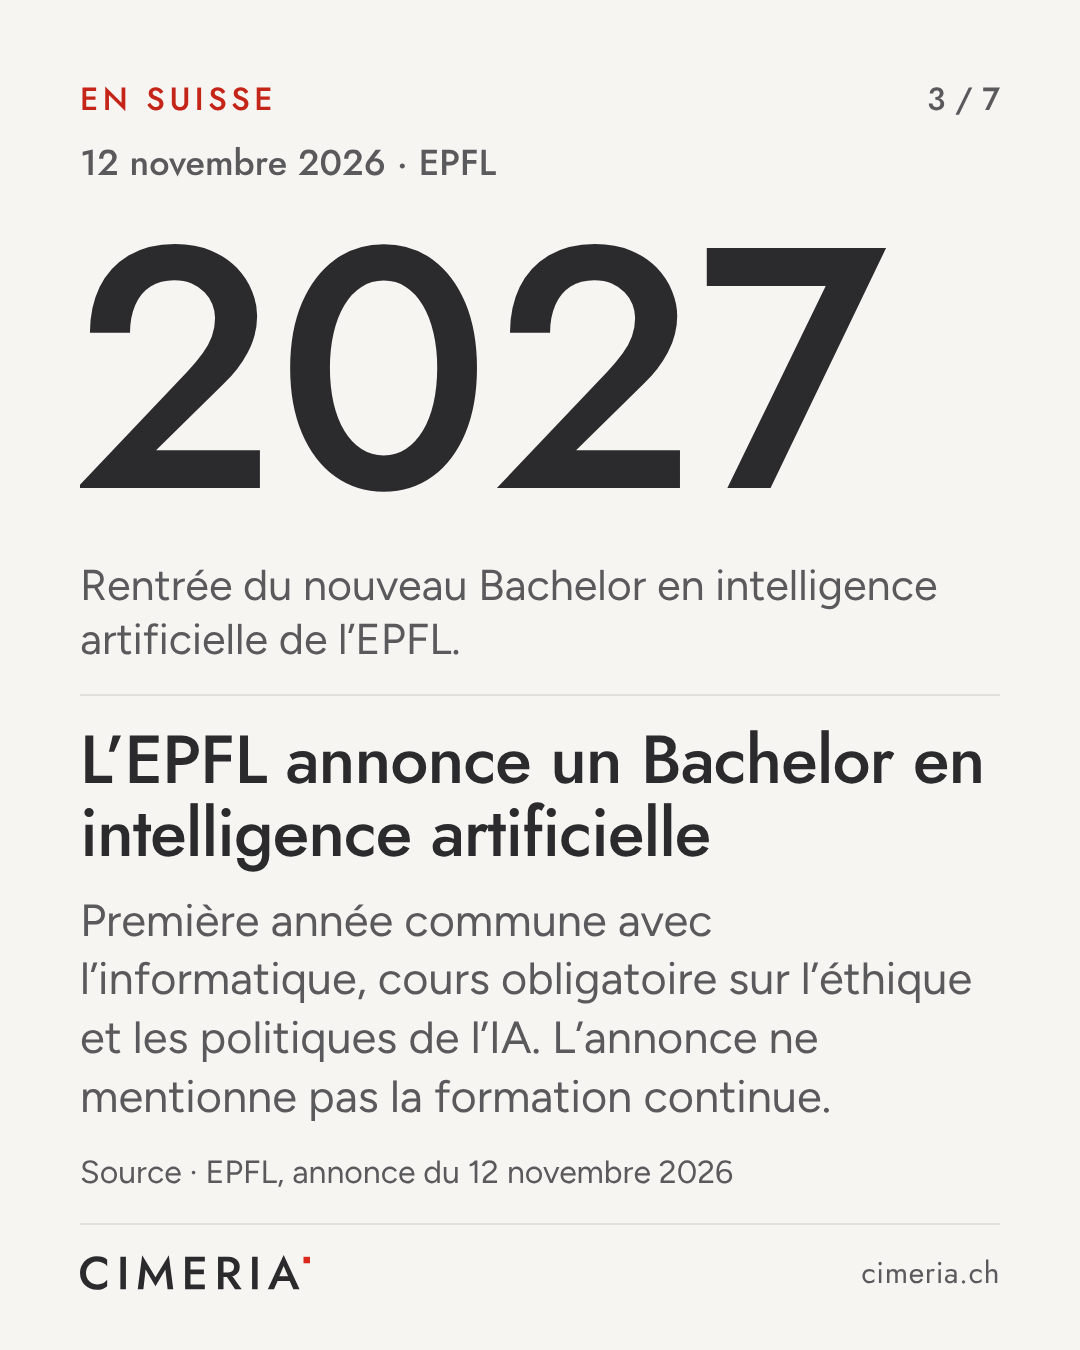 EN SUISSE
3 / 7
12 novembre 2026 · EPFL
2027
Rentrée du nouveau Bachelor en intelligence
artificielle de l’EPFL.
L’EPFL annonce un Bachelor en
intelligence artificielle
Première année commune avec
l’informatique, cours obligatoire sur l’éthique
et les politiques de l’IA. L’annonce ne
mentionne pas la formation continue.
Source · EPFL, annonce du 12 novembre 2026
CIMERIA
cimeria.ch